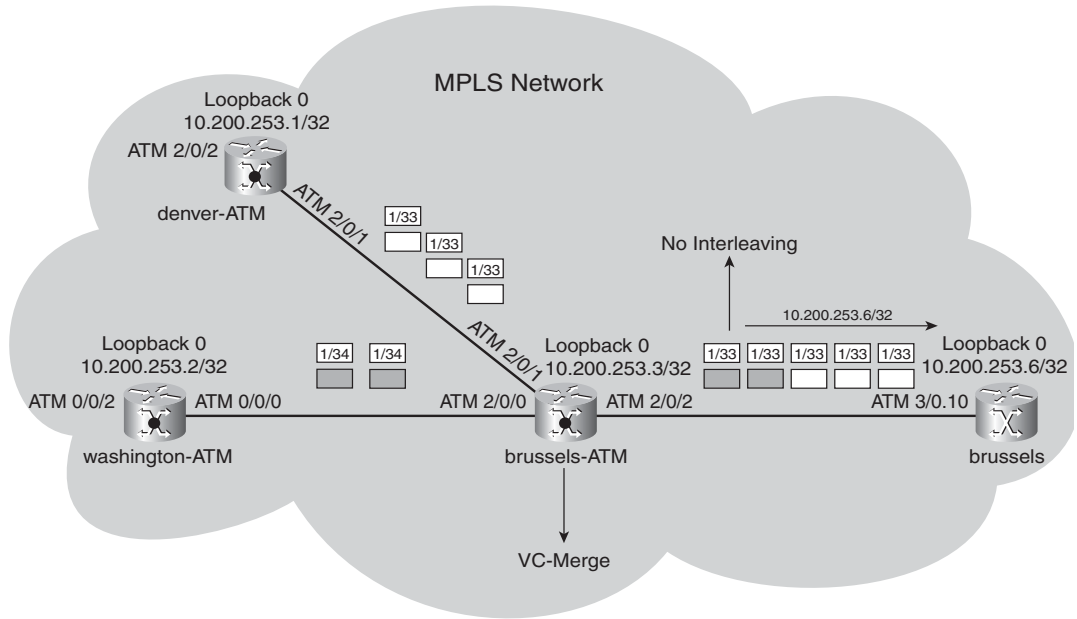 MPLS Network
Loopback 0
10.200.253.1/32
ATM 2/0/2
denver-ATM
ATM 2/0/1
1/33
1/33
1/33
ATM 2/0/1
No Interleaving
10.200.253.6/32
Loopback 0
10.200.253.2/32
ATM 0/0/2
ATM 0/0/0
washington-ATM
1/34
1/34
Loopback 0
10.200.253.3/32
ATM 2/0/0
ATM 2/0/2
brussels-ATM
VC-Merge
1/33
1/33
1/33
1/33
1/33
Loopback 0
10.200.253.6/32
ATM 3/0.10
brussels